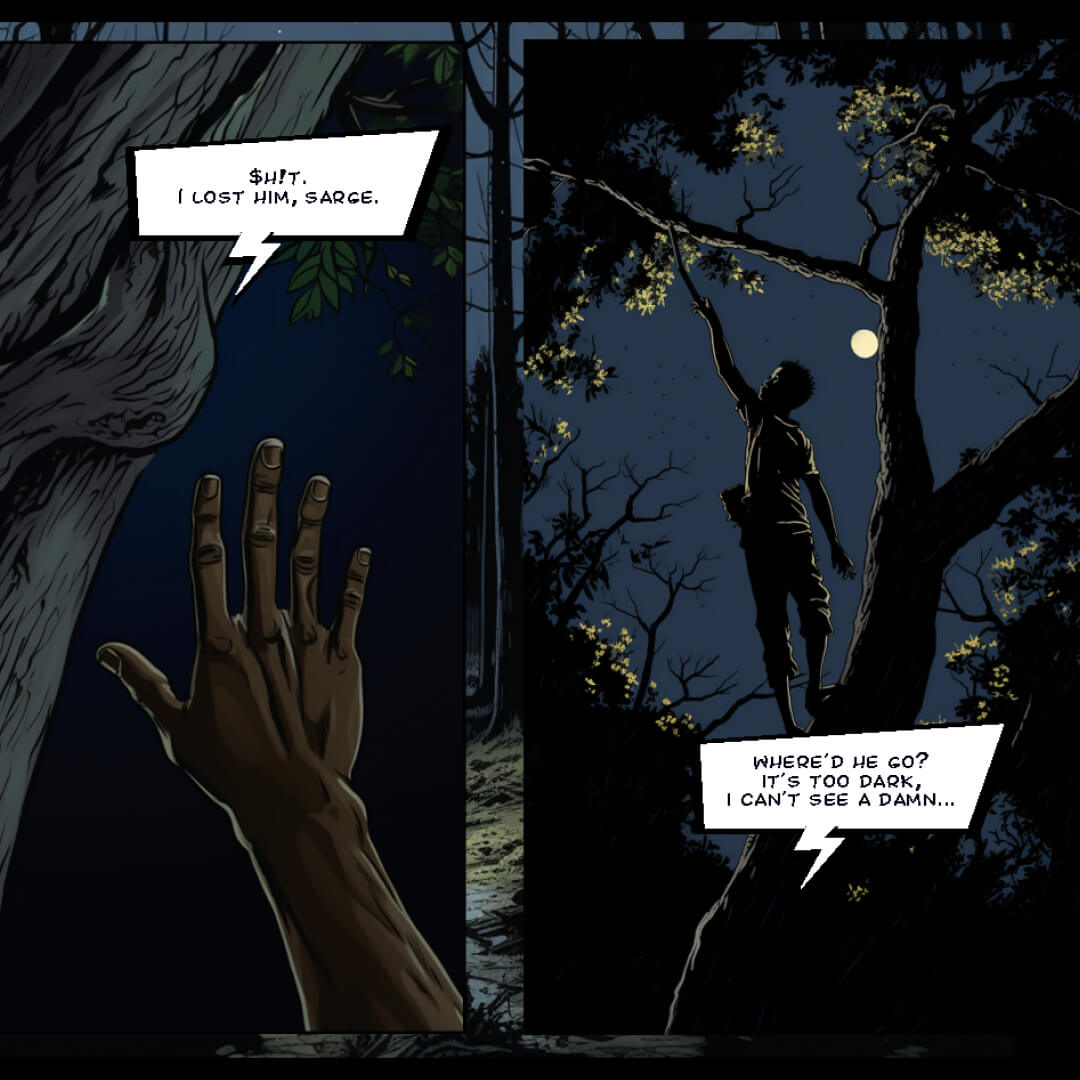 $H!T.
I LOST HIM, SARGE.
WHERE'D HE GO?
IT'S TOO DARK,
I CAN'T SEE A DAMN...